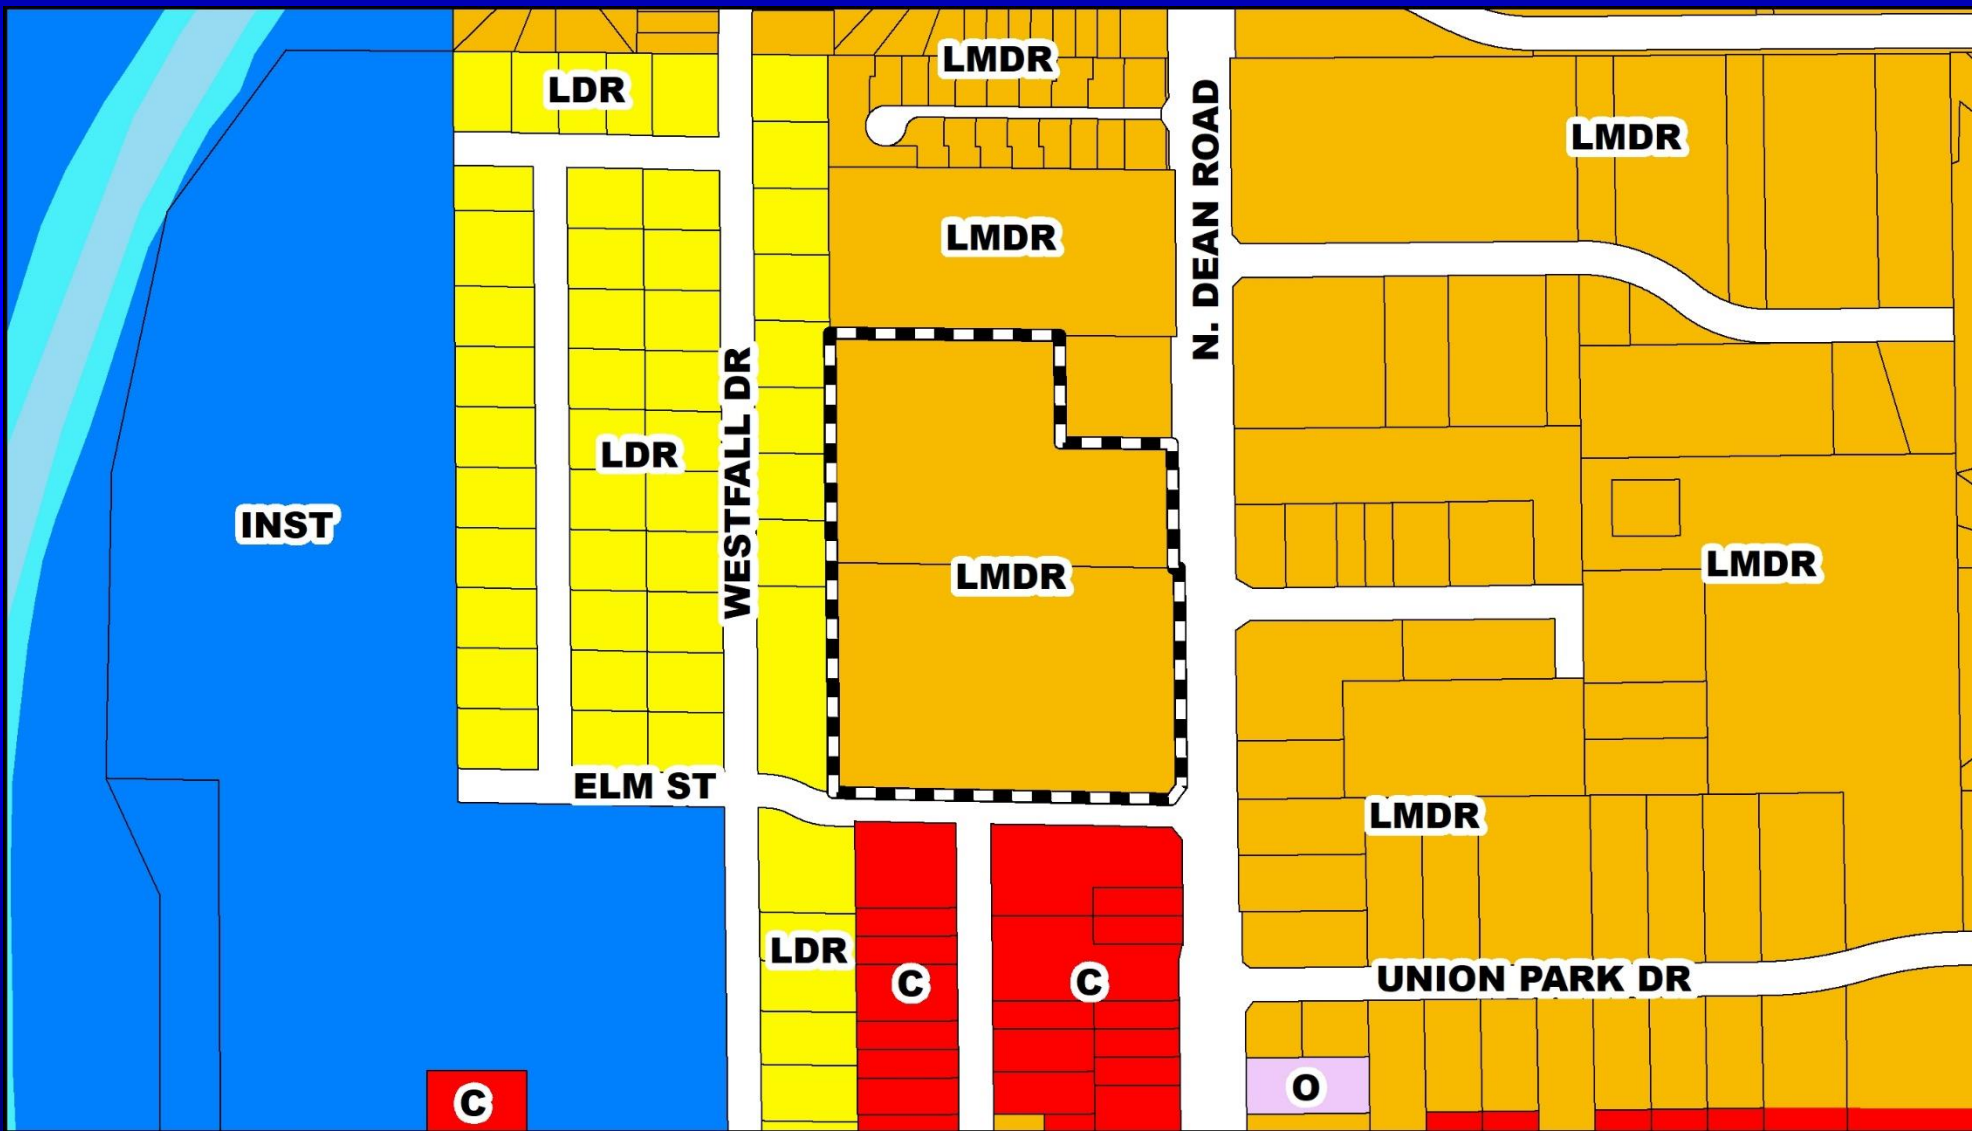 LMDR
LDR
LMDR
N. DEAN ROAD
LMDR
WESTFALL DR
LDR
INST
LMDR
LMDR
ELM ST
LMDR
LDR
C
C
UNION PARK DR
O
C